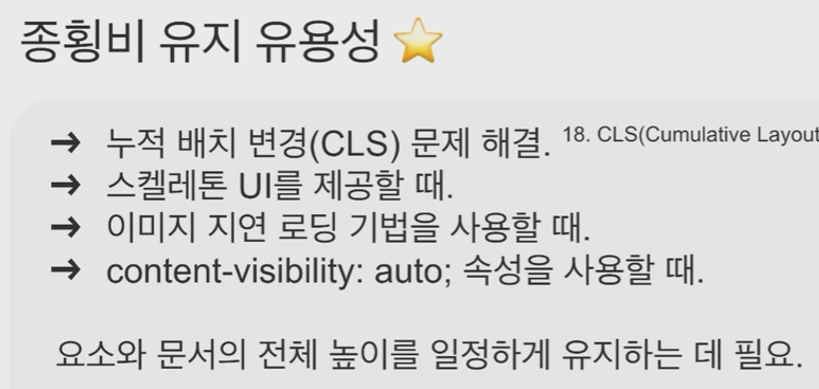 종횡비 유지 유용성 ⭐
➔ 누적 배치 변경(CLS) 문제 해결. 18. CLS(Cumulative Layout
➔ 스켈레톤 UI를 제공할 때.
➔ 이미지 지연 로딩 기법을 사용할 때.
➔ content-visibility: auto; 속성을 사용할 때.
요소와 문서의 전체 높이를 일정하게 유지하는 데 필요.